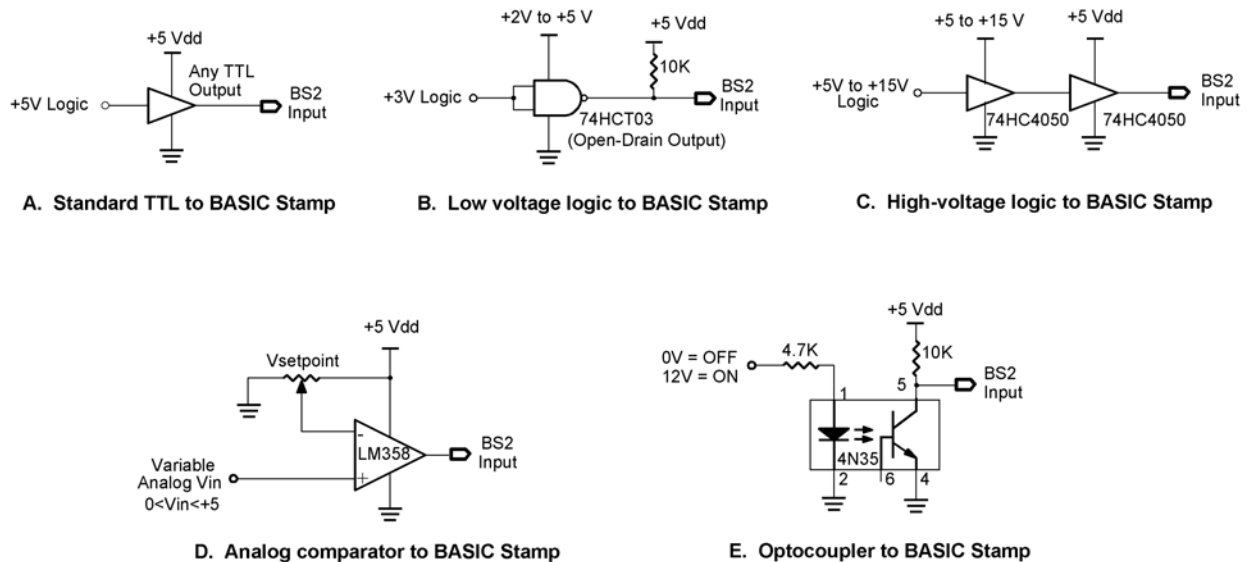 +5 Vdd
Any TTL
Output
+5V Logic
BS2
Input
A. Standard TTL to BASIC Stamp
+2V to +5 V
+5 Vdd
10K
+3V Logic
BS2
Input
74HCT03
(Open-Drain Output)
B. Low voltage logic to BASIC Stamp
+5 to +15 V
+5 Vdd
+5V to +15V
Logic
BS2
Input
74HC4050
74HC4050
C. High-voltage logic to BASIC Stamp
+5 Vdd
Vsetpoint
-
LM358
+
BS2
Input
Variable
Analog Vin
0<Vin<+5
D. Analog comparator to BASIC Stamp
+5 Vdd
0V = OFF
12V = ON
4.7K
10K
BS2
Input
1
5
4N35
2
6
4
E. Optocoupler to BASIC Stamp